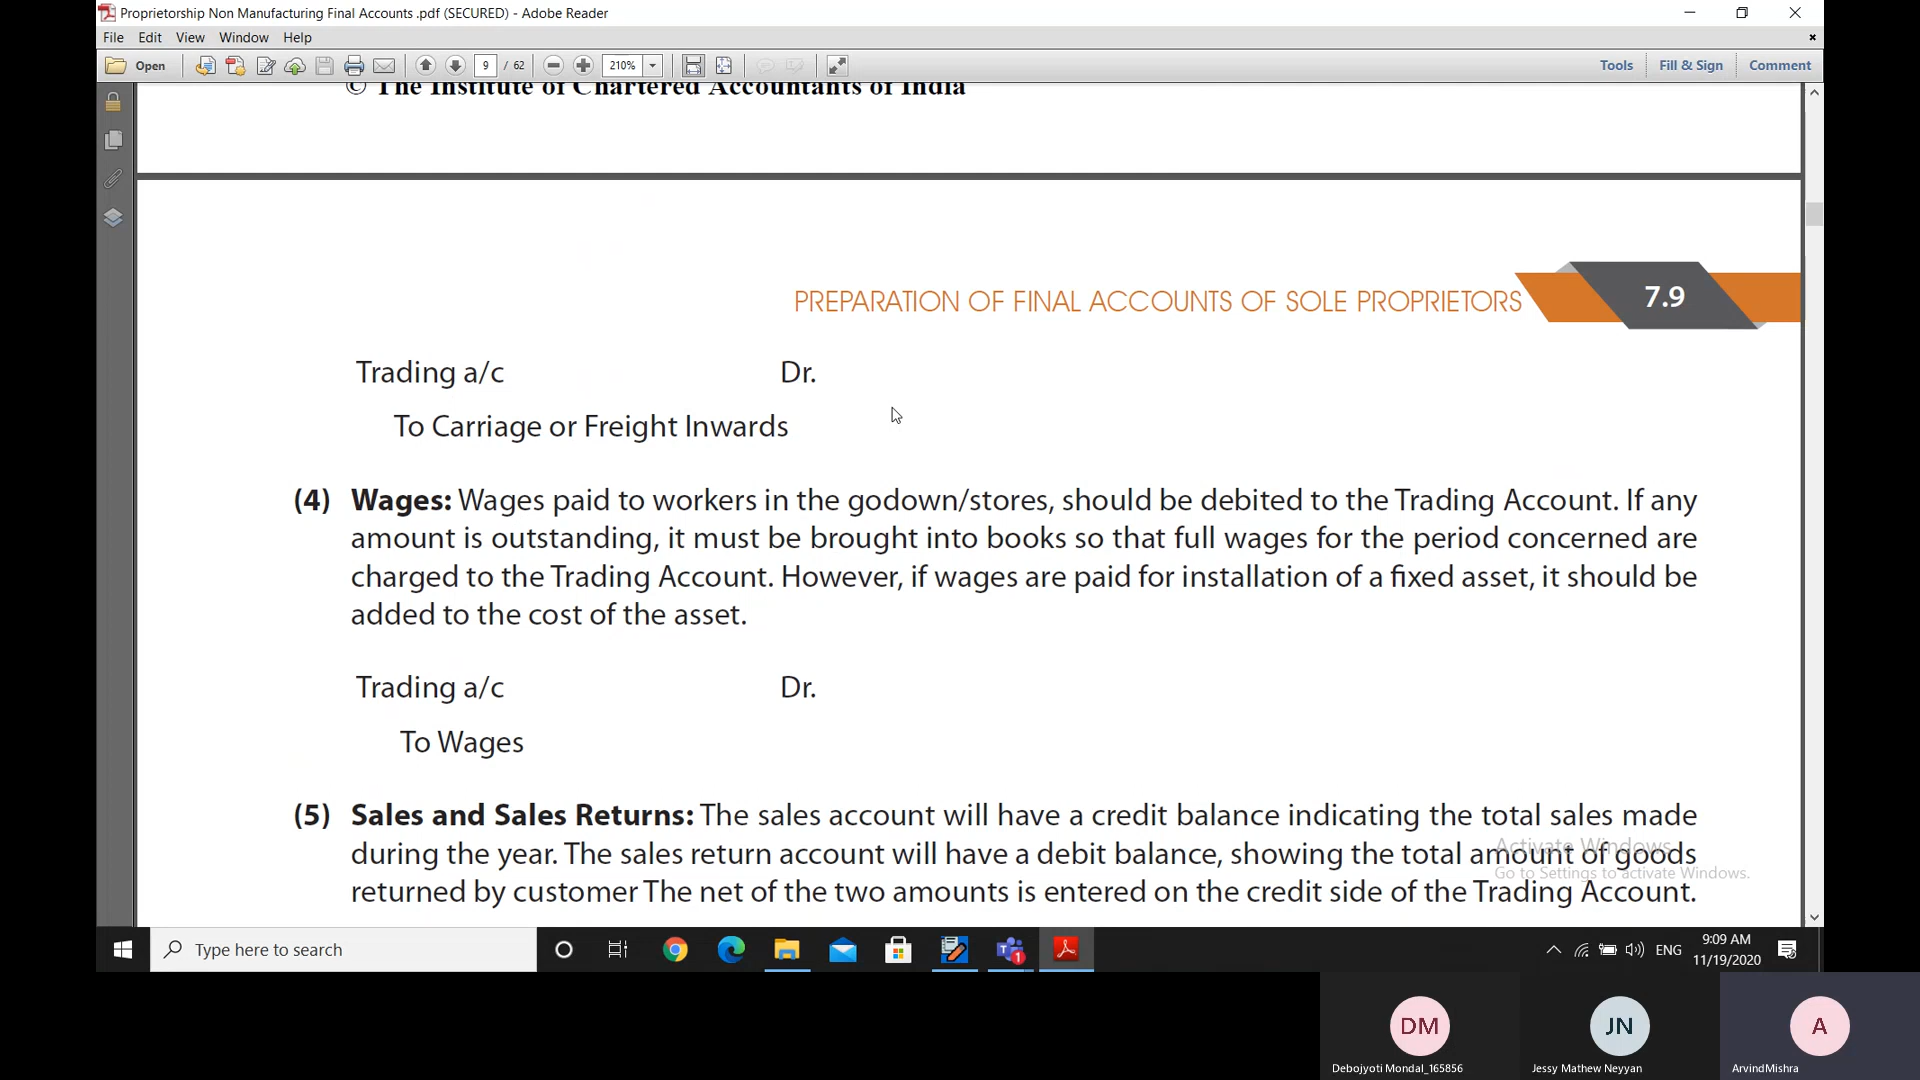 Proprietorship Non Manufacturing Final Accounts .pdf (SECURED) - Adobe Reader
File Edit View Window Help
Open 9 / 62 210% Tools Fill & Sign Comment
© The Institute of Chartered Accountants of India
PREPARATION OF FINAL ACCOUNTS OF SOLE PROPRIETORS 7.9
Trading a/c Dr.
To Carriage or Freight Inwards
(4) Wages: Wages paid to workers in the godown/stores, should be debited to the Trading Account. If any
amount is outstanding, it must be brought into books so that full wages for the period concerned are
charged to the Trading Account. However, if wages are paid for installation of a fixed asset, it should be
added to the cost of the asset.
Trading a/c Dr.
To Wages
(5) Sales and Sales Returns: The sales account will have a credit balance indicating the total sales made
during the year. The sales return account will have a debit balance, showing the total amount of goods
returned by customer The net of the two amounts is entered on the credit side of the Trading Account.
Activate Windows
Go to Settings to activate Windows.
Type here to search
1
ENG
9:09 AM
11/19/2020
DM JN A
Debojyoti Mondal_165856 Jessy Mathew Neyyan ArvindMishra